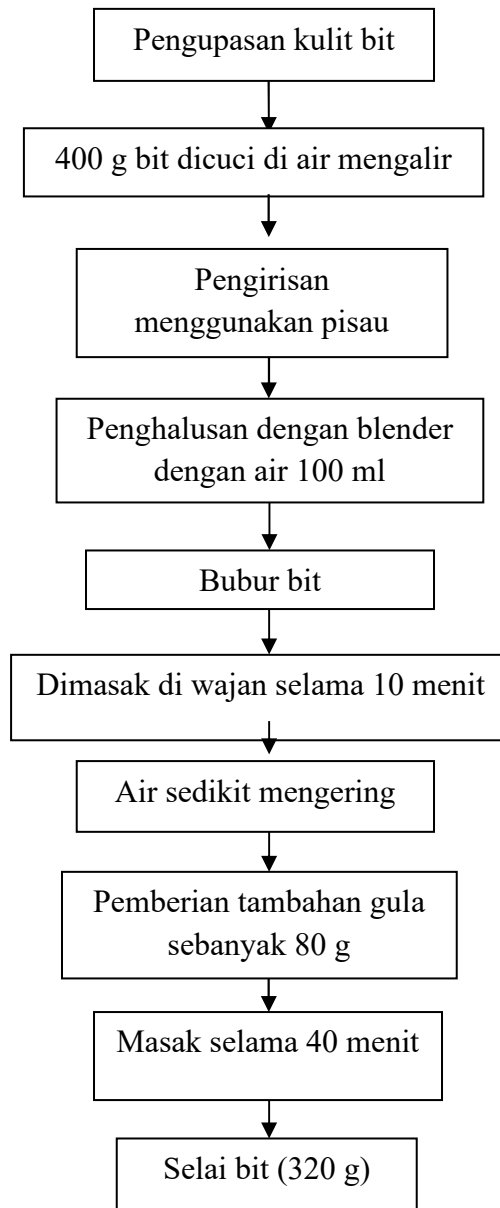 Pengupasan kulit bit
400 g bit dicuci di air mengalir
Pengirisan
menggunakan pisau
Penghalusan dengan blender
dengan air 100 ml
Bubur bit
Dimasak di wajan selama 10 menit
Air sedikit mengering
Pemberian tambahan gula
sebanyak 80 g
Masak selama 40 menit
Selai bit (320 g)